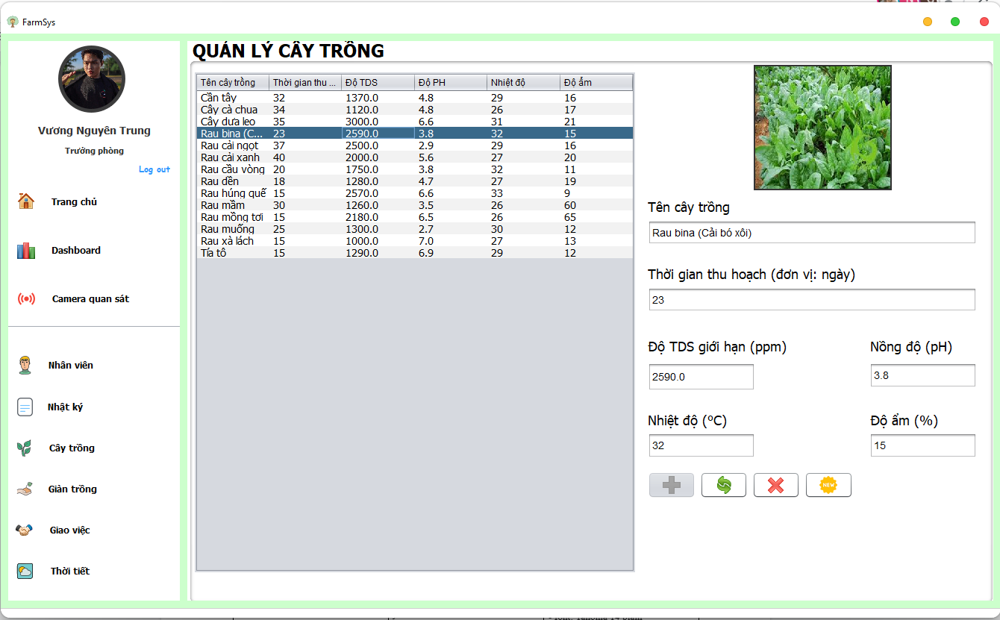 FarmSys
Vương Nguyên Trung
Trưởng phòng
Log out
Trang chủ
Dashboard
Camera quan sát
Nhân viên
Nhật ký
Cây trồng
Giàn trồng
Giao việc
Thời tiết
QUẢN LÝ CÂY TRỒNG
Tên cây trồng Thời gian thu ... Độ TDS Độ PH Nhiệt độ Độ ẩm
Cần tây 32 1370.0 4.8 29 16
Cây cà chua 34 1120.0 4.8 26 17
Cây dưa leo 35 3000.0 6.6 31 21
Rau bina (C... 23 2590.0 3.8 32 15
Rau cải ngọt 37 2500.0 2.9 29 16
Rau cải xanh 40 2000.0 5.6 27 20
Rau cầu vòng 20 1750.0 3.8 32 11
Rau dền 18 1280.0 4.7 27 19
Rau húng quế 15 2570.0 6.6 33 9
Rau mầm 30 1260.0 3.5 26 60
Rau mồng tơi 15 2180.0 6.5 26 65
Rau muống 25 1300.0 2.7 30 12
Rau xà lách 15 1000.0 7.0 27 13
Tía tô 15 1290.0 6.9 29 12
Tên cây trồng
Rau bina (Cải bó xôi)
Thời gian thu hoạch (đơn vị: ngày)
23
Độ TDS giới hạn (ppm) Nồng độ (pH)
2590.0 3.8
Nhiệt độ (ºC) Độ ẩm (%)
32 15
NEW